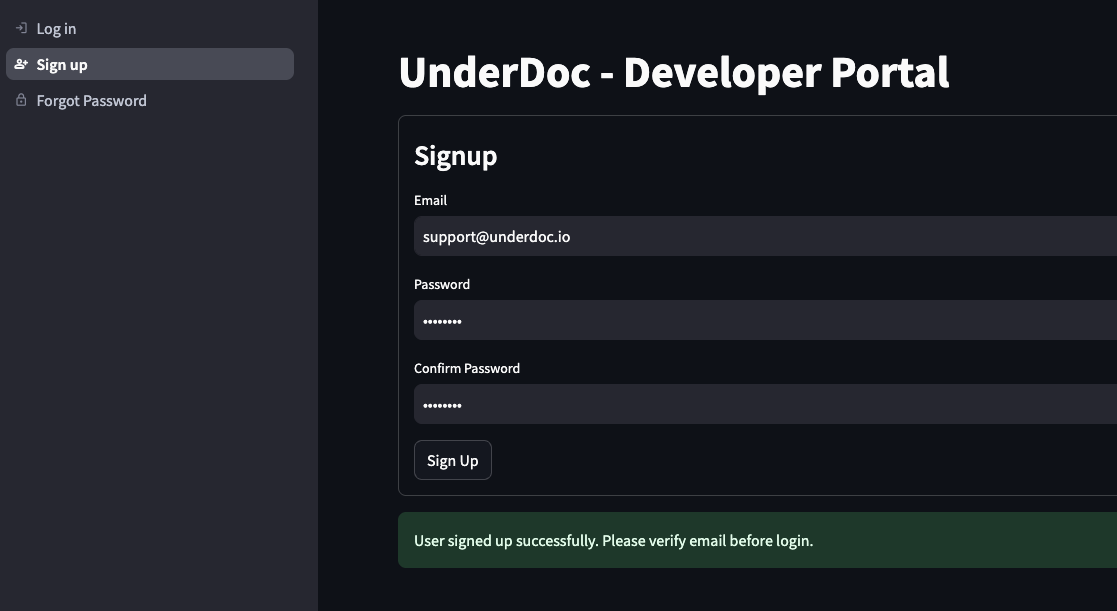 Log in
Sign up
Forgot Password
UnderDoc - Developer Portal
Signup
Email
support@underdoc.io
Password
••••••••
Confirm Password
••••••••
Sign Up
User signed up successfully. Please verify email before login.